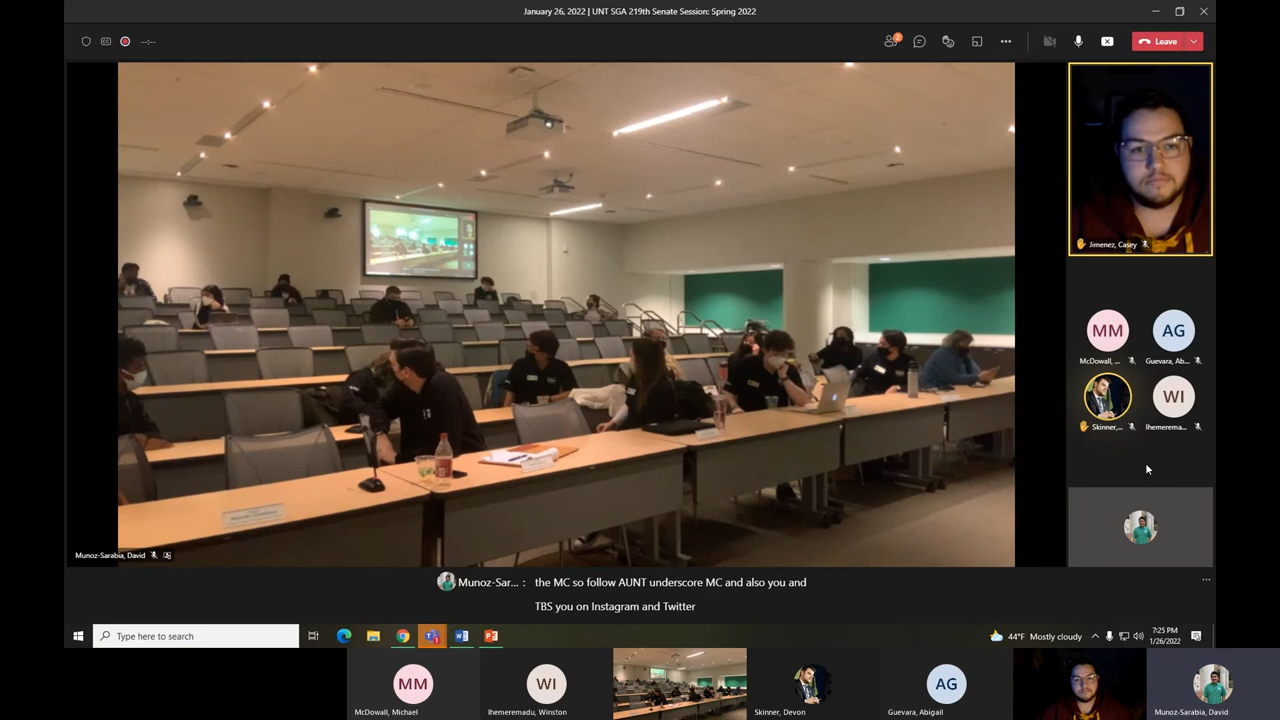 January 26, 2022 | UNT SGA 219th Senate Session: Spring 2022
CC
--:--
2
Leave
Jimenez, Casey
MM
AG
McDowall, ...
Guevara, Ab...
WI
Skinner,...
Ihemerema...
Munoz-Sarabia, David
Munoz-Sar... : the MC so follow AUNT underscore MC and also you and
TBS you on Instagram and Twitter
Type here to search
44°F Mostly cloudy
7:25 PM
1/26/2022
MM
WI
AG
McDowall, Michael
Ihemeremadu, Winston
Skinner, Devon
Guevara, Abigail
Munoz-Sarabia, David